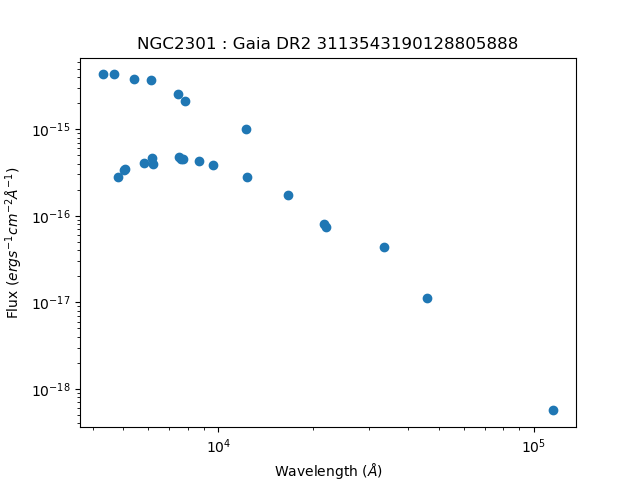 NGC2301 : Gaia DR2 3113543190128805888
Flux (ergs⁻¹cm⁻²Å⁻¹)
10⁻¹⁵
10⁻¹⁶
10⁻¹⁷
10⁻¹⁸
10⁴ 10⁵
Wavelength (Å)